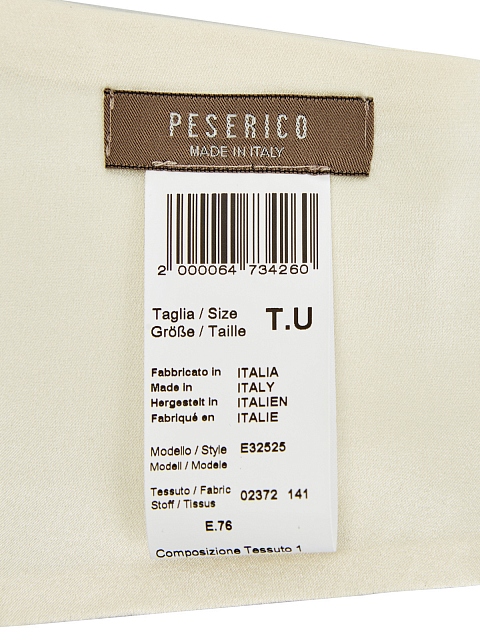 PESERICO
MADE IN ITALY
2 000064 734260
Taglia / Size
Größe / Taille T.U
Fabbricato in ITALIA
Made in ITALY
Hergestelt in ITALIEN
Fabriqué en ITALIE
Modello / Style E32525
Modell / Modele
Tessuto / Fabric 02372 141
Stoff / Tissus
E.76
Composizione Tessuto 1